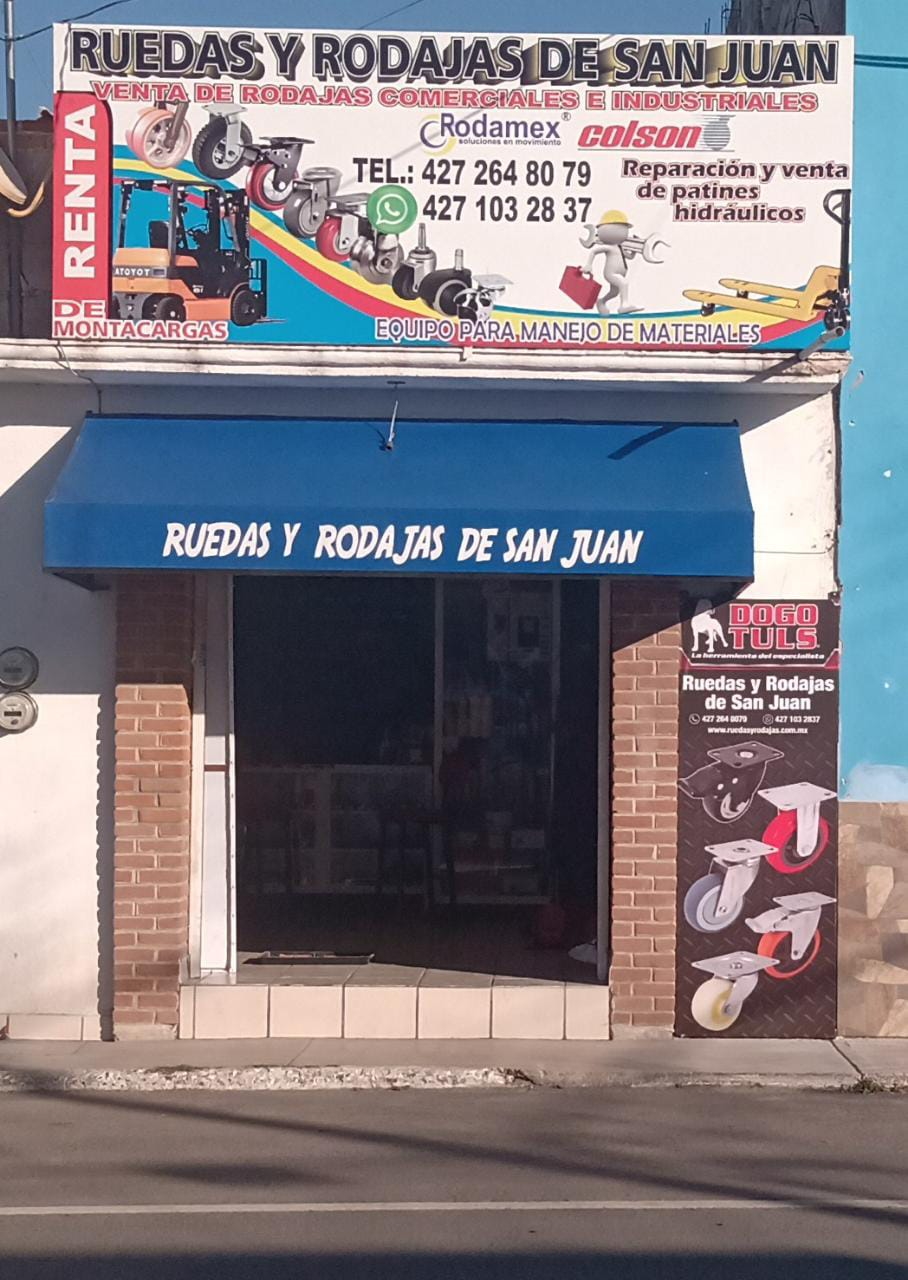 RUEDAS Y RODAJAS DE SAN JUAN
VENTA DE RODAJAS COMERCIALES E INDUSTRIALES
RENTA
DE
MONTACARGAS
Rodamex®
soluciones en movimiento
colson
TEL.: 427 264 80 79
427 103 28 37
Reparación y venta
de patines
hidráulicos
ATOYOT
EQUIPO PARA MANEJO DE MATERIALES
RUEDAS Y RODAJAS DE SAN JUAN
DOGO
TULS
La herramienta del especialista
Ruedas y Rodajas
de San Juan
427 264 8079 427 103 2837
www.ruedasyrodajas.com.mx